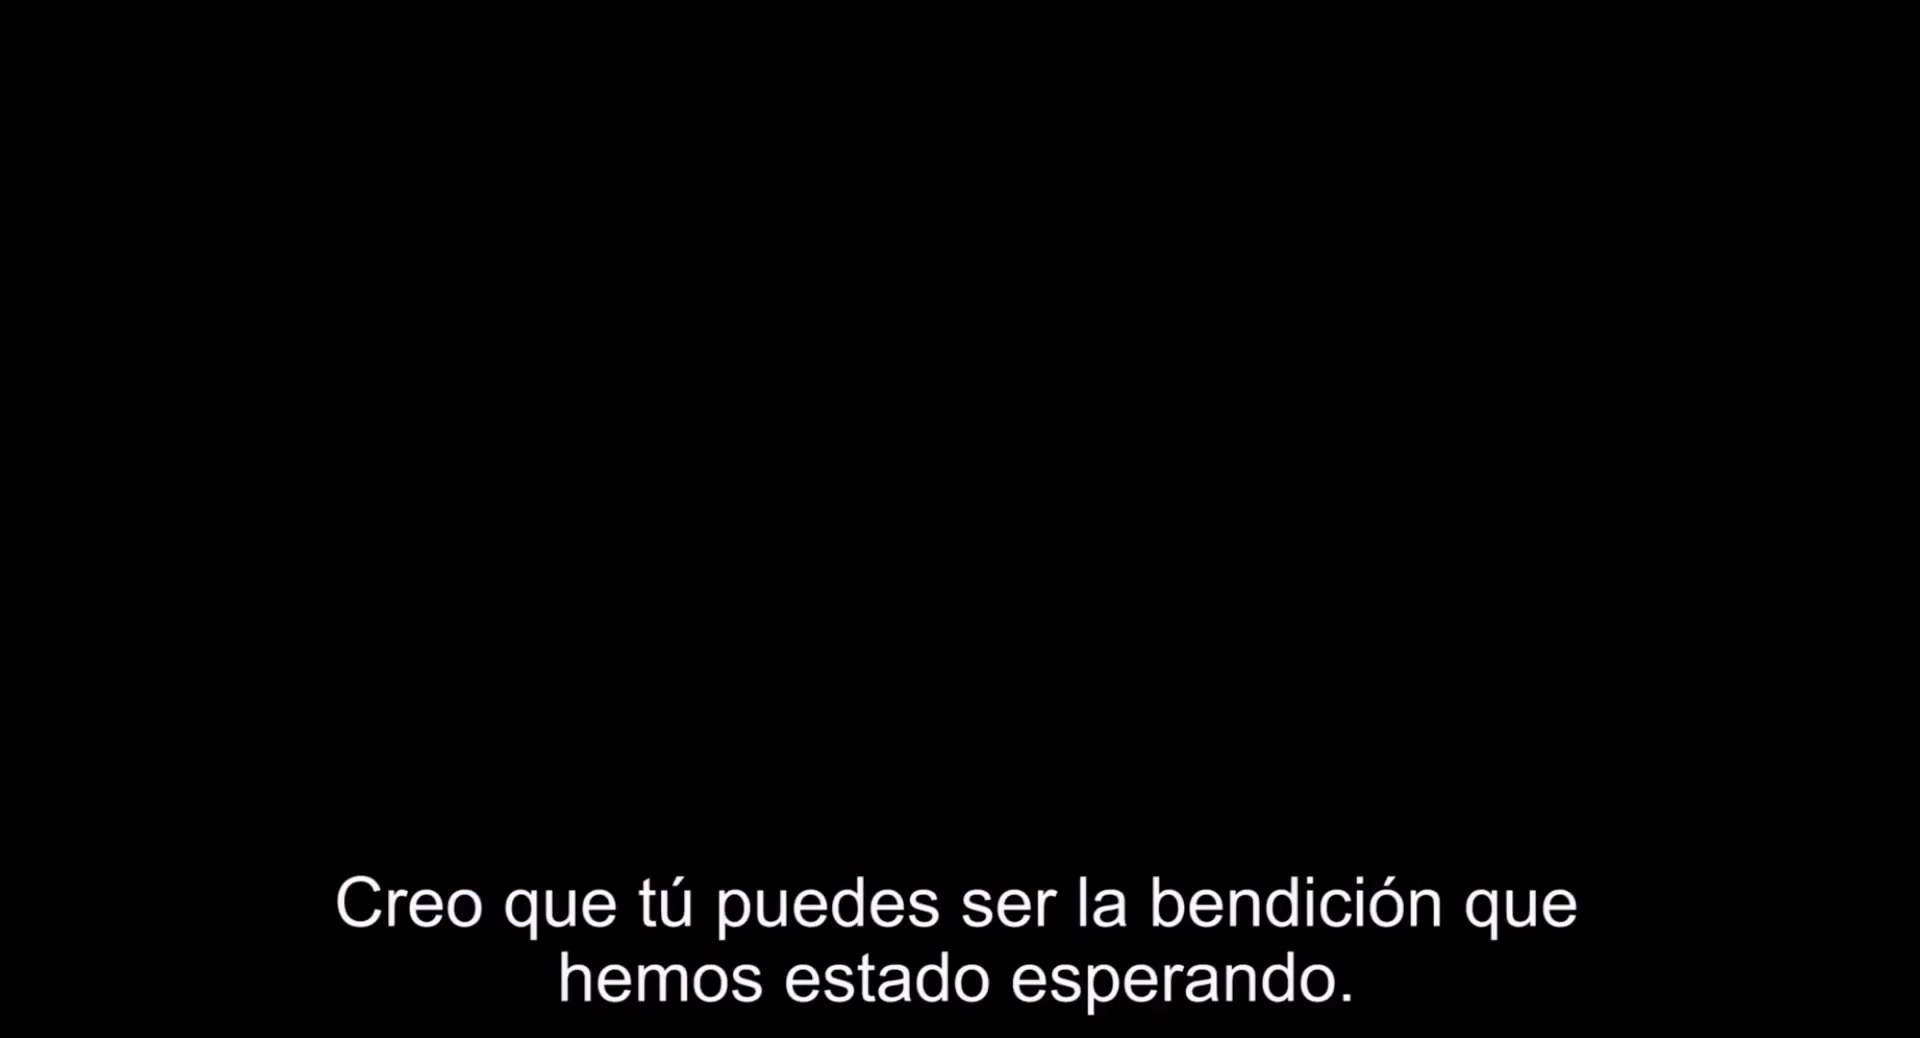 Creo que tú puedes ser la bendición que
hemos estado esperando.